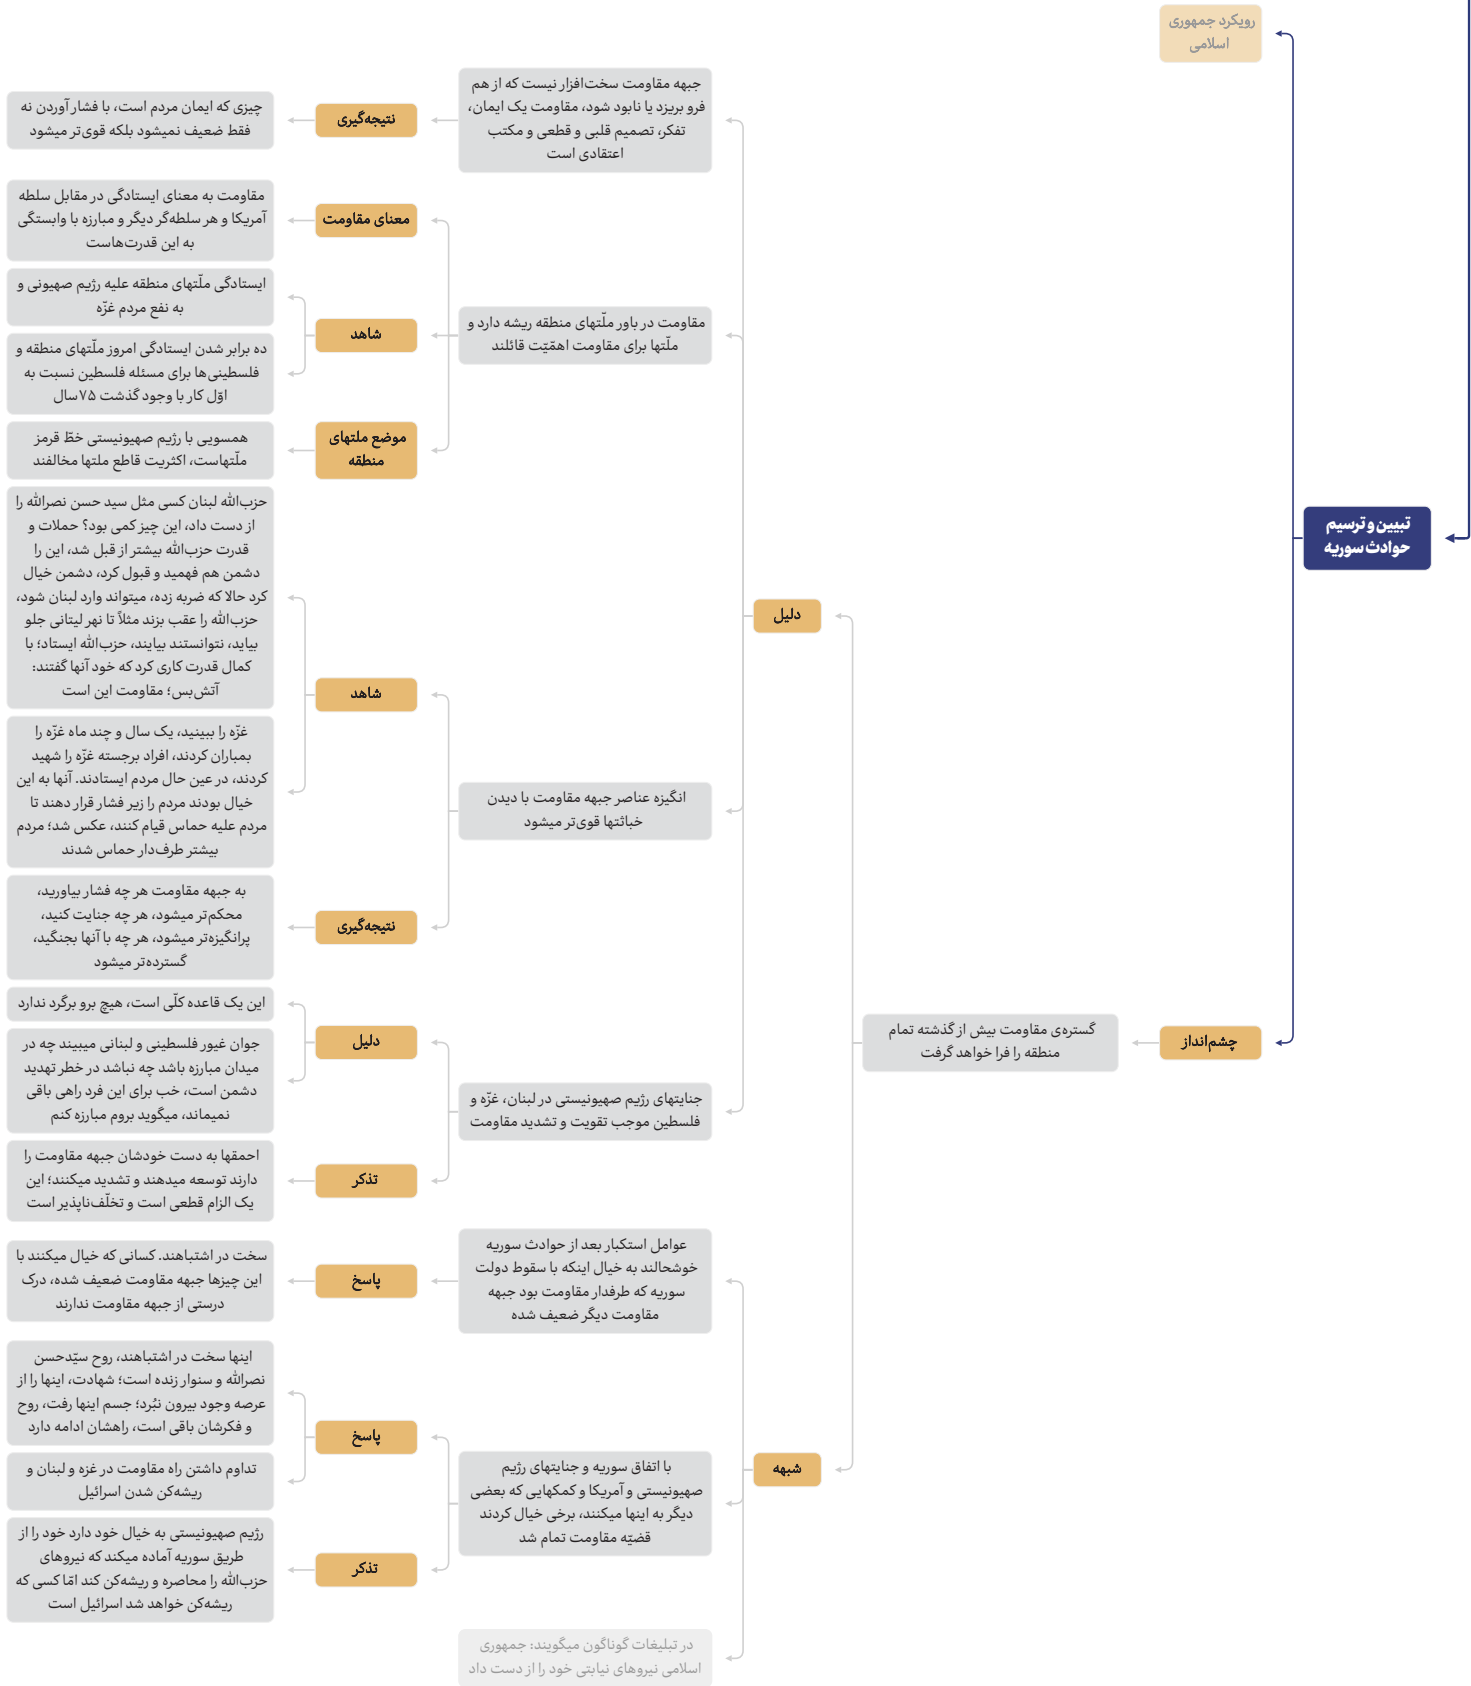 رویکرد جمهوری
اسلامی
تبیین و ترسیم
حوادث سوریه
چشم‌انداز
گستره‌ی مقاومت بیش از گذشته تمام
منطقه را فرا خواهد گرفت
دلیل
جبهه مقاومت سخت‌افزار نیست که از هم
فرو بریزد یا نابود شود، مقاومت یک ایمان،
تفکر، تصمیم قلبی و قطعی و مکتب
اعتقادی است
نتیجه‌گیری
چیزی که ایمان مردم است، با فشار آوردن نه
فقط ضعیف نمیشود بلکه قوی‌تر میشود
مقاومت در باور ملّتهای منطقه ریشه دارد و
ملّتها برای مقاومت اهمّیّت قائلند
معنای مقاومت
مقاومت به معنای ایستادگی در مقابل سلطه
آمریکا و هر سلطه‌گر دیگر و مبارزه با وابستگی
به این قدرت‌هاست
شاهد
ایستادگی ملّتهای منطقه علیه رژیم صهیونی و
به نفع مردم غزّه
ده برابر شدن ایستادگی امروز ملّتهای منطقه و
فلسطینی‌ها برای مسئله فلسطین نسبت به
اوّل کار با وجود گذشت ۷۵سال
موضع ملتهای
منطقه
همسویی با رژیم صهیونیستی خطّ قرمز
ملّتهاست، اکثریت قاطع ملتها مخالفند
انگیزه عناصر جبهه مقاومت با دیدن
خباثتها قوی‌تر میشود
شاهد
حزب‌الله لبنان کسی مثل سید حسن نصرالله را
از دست داد، این چیز کمی بود؟ حملات و
قدرت حزب‌الله بیشتر از قبل شد، این را
دشمن هم فهمید و قبول کرد، دشمن خیال
کرد حالا که ضربه زده، میتواند وارد لبنان شود،
حزب‌الله را عقب بزند مثلاً تا نهر لیتانی جلو
بیاید، نتوانستند بیایند، حزب‌الله ایستاد؛ با
کمال قدرت کاری کرد که خود آنها گفتند:
آتش‌بس؛ مقاومت این است
غزّه را ببینید، یک سال و چند ماه غزّه را
بمباران کردند، افراد برجسته غزّه را شهید
کردند، در عین حال مردم ایستادند. آنها به این
خیال بودند مردم را زیر فشار قرار دهند تا
مردم علیه حماس قیام کنند، عکس شد؛ مردم
بیشتر طرف‌دار حماس شدند
نتیجه‌گیری
به جبهه مقاومت هر چه فشار بیاورید،
محکم‌تر میشود، هر چه جنایت کنید،
پرانگیزه‌تر میشود، هر چه با آنها بجنگید،
گسترده‌تر میشود
جنایتهای رژیم صهیونیستی در لبنان، غزّه و
فلسطین موجب تقویت و تشدید مقاومت
دلیل
این یک قاعده کلّی است، هیچ برو برگرد ندارد
جوان غیور فلسطینی و لبنانی میبیند چه در
میدان مبارزه باشد چه نباشد در خطر تهدید
دشمن است، خب برای این فرد راهی باقی
نمیماند، میگوید بروم مبارزه کنم
تذکر
احمقها به دست خودشان جبهه مقاومت را
دارند توسعه میدهند و تشدید میکنند؛ این
یک الزام قطعی است و تخلّف‌ناپذیر است
شبهه
عوامل استکبار بعد از حوادث سوریه
خوشحالند به خیال اینکه با سقوط دولت
سوریه که طرفدار مقاومت بود جبهه
مقاومت دیگر ضعیف شده
پاسخ
سخت در اشتباهند. کسانی که خیال میکنند با
این چیزها جبهه مقاومت ضعیف شده، درک
درستی از جبهه مقاومت ندارند
با اتفاق سوریه و جنایتهای رژیم
صهیونیستی و آمریکا و کمکهایی که بعضی
دیگر به اینها میکنند، برخی خیال کردند
قضیّه مقاومت تمام شد
پاسخ
اینها سخت در اشتباهند، روح سیّدحسن
نصرالله و سنوار زنده است؛ شهادت، اینها را از
عرصه وجود بیرون نبُرد؛ جسم اینها رفت، روح
و فکرشان باقی است، راهشان ادامه دارد
تداوم داشتن راه مقاومت در غزه و لبنان و
ریشه‌کن شدن اسرائیل
تذکر
رژیم صهیونیستی به خیال خود دارد خود را از
طریق سوریه آماده میکند که نیروهای
حزب‌الله را محاصره و ریشه‌کن کند امّا کسی که
ریشه‌کن خواهد شد اسرائیل است
در تبلیغات گوناگون میگویند: جمهوری
اسلامی نیروهای نیابتی خود را از دست داد